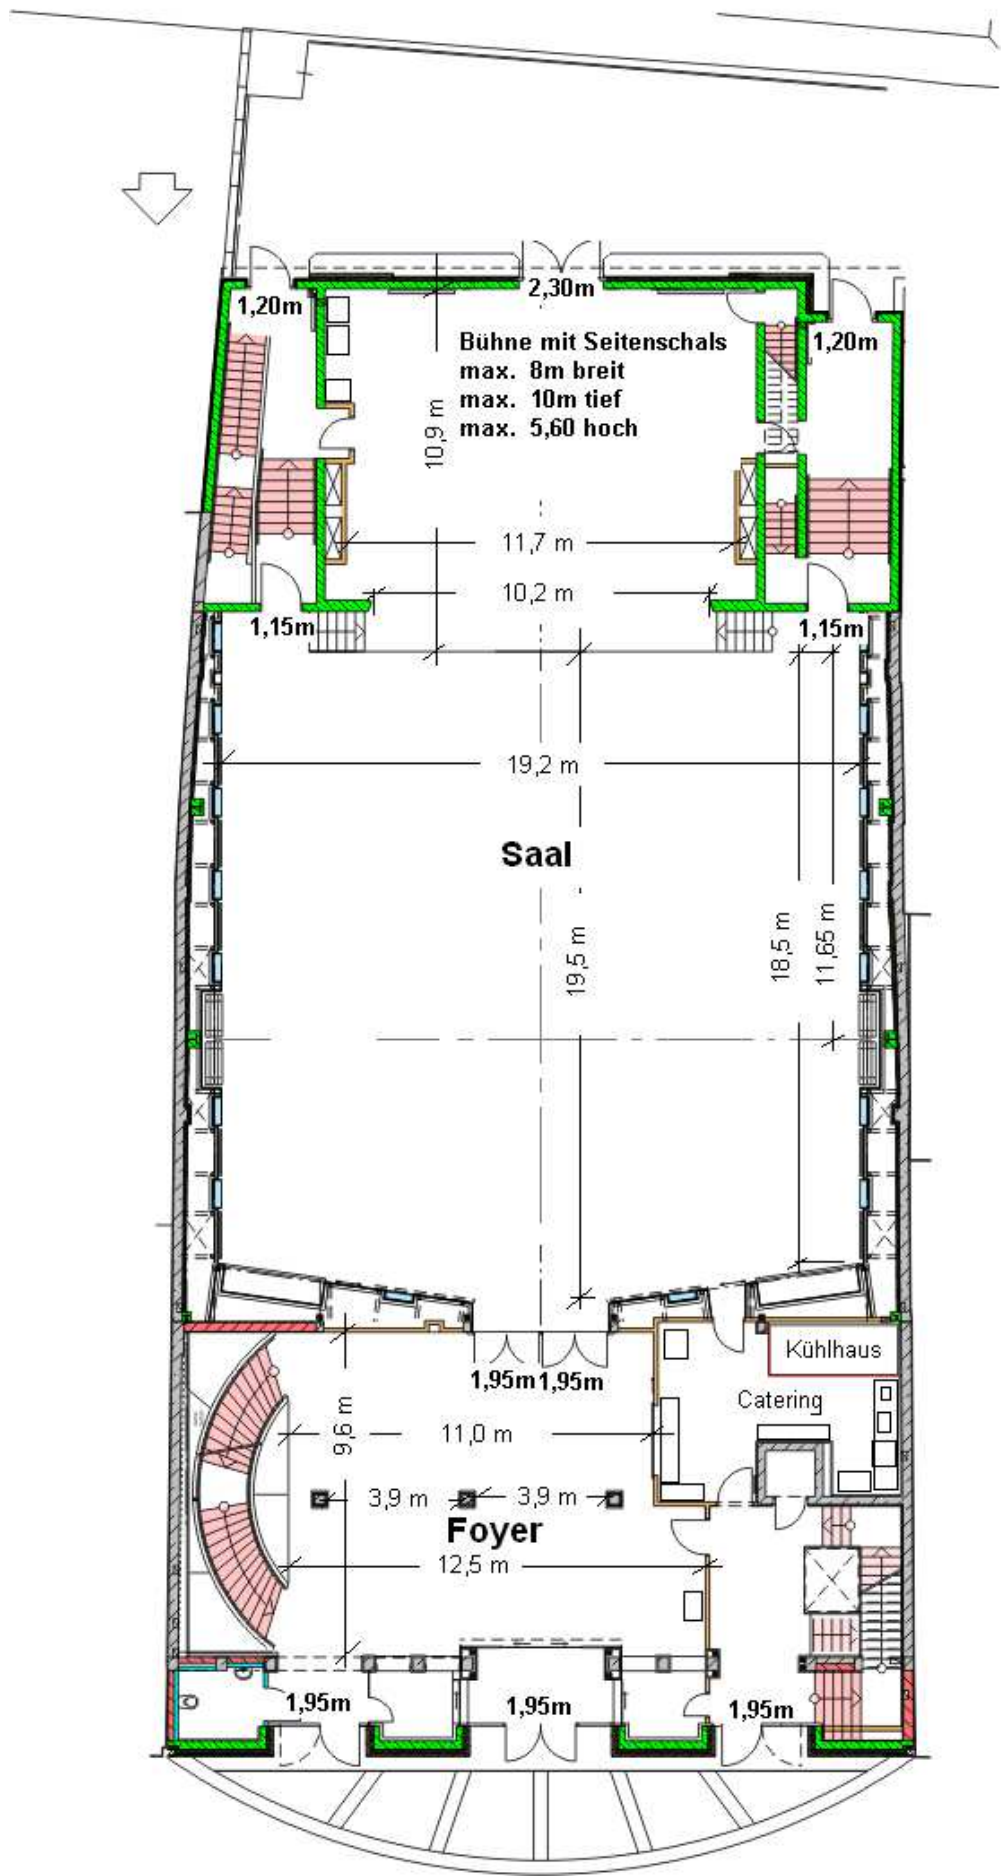 2,30m
1,20m
1,20m
Bühne mit Seitenschals
max. 8m breit
max. 10m tief
max. 5,60 hoch
10,9 m
11,7 m
10,2 m
1,15m
1,15m
19,2 m
Saal
19,5 m
18,5 m
11,65 m
Kühlhaus
1,95m 1,95m
Catering
9,6 m
11,0 m
3,9 m
3,9 m
Foyer
12,5 m
1,95m
1,95m
1,95m